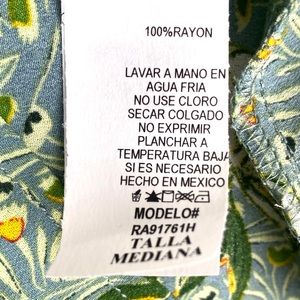 100%RAYON
LAVAR A MANO EN
AGUA FRIA
NO USE CLORO
SECAR COLGADO
NO EXPRIMIR
PLANCHAR A
TEMPERATURA BAJA
SI ES NECESARIO
HECHO EN MEXICO
MODELO#
RA91761H
TALLA
MEDIANA